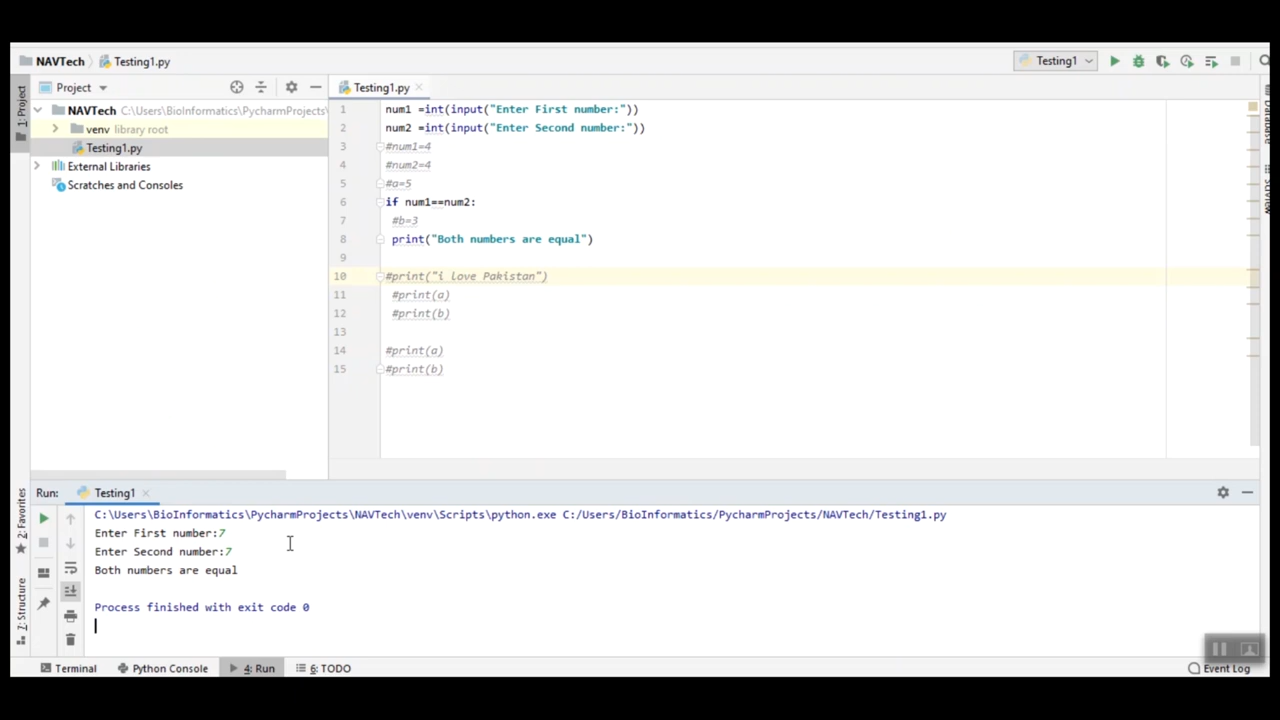 NAVTech Testing1.py Testing1
1: Project
Project
Testing1.py
NAVTech C:\Users\BioInformatics\PycharmProjects\
venv library root
Testing1.py
External Libraries
Scratches and Consoles
1 num1 =int(input("Enter First number:"))
2 num2 =int(input("Enter Second number:"))
3 #num1=4
4 #num2=4
5 #a=5
6 if num1==num2:
7 #b=3
8 print("Both numbers are equal")
9
10 #print("i love Pakistan")
11 #print(a)
12 #print(b)
13
14 #print(a)
15 #print(b)
Database
SciView
Run: Testing1
2: Favorites
7: Structure
C:\Users\BioInformatics\PycharmProjects\NAVTech\venv\Scripts\python.exe C:/Users/BioInformatics/PycharmProjects/NAVTech/Testing1.py
Enter First number:7
Enter Second number:7
Both numbers are equal
Process finished with exit code 0
Terminal Python Console 4: Run 6: TODO Event Log